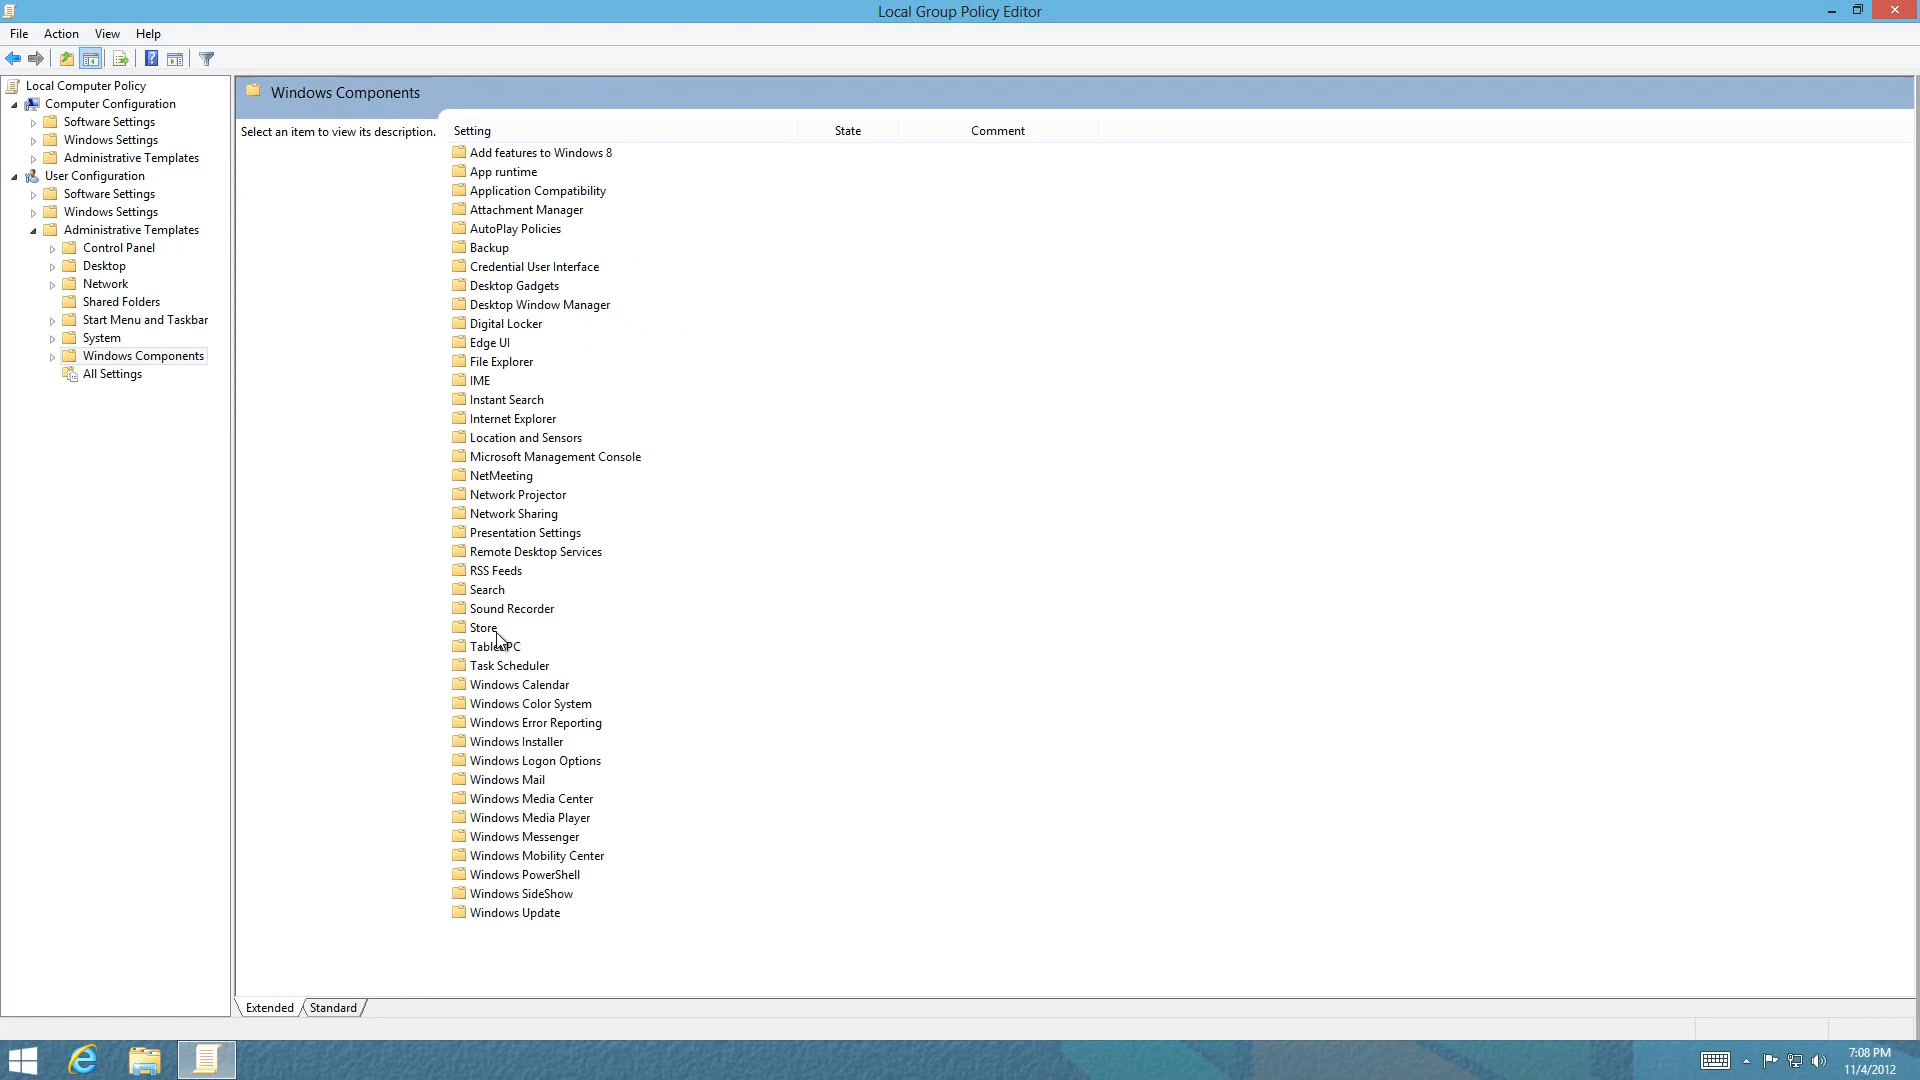 Local Group Policy Editor
File Action View Help
Local Computer Policy
Computer Configuration
Software Settings
Windows Settings
Administrative Templates
User Configuration
Software Settings
Windows Settings
Administrative Templates
Control Panel
Desktop
Network
Shared Folders
Start Menu and Taskbar
System
Windows Components
All Settings
Windows Components
Select an item to view its description.
Setting State Comment
Add features to Windows 8
App runtime
Application Compatibility
Attachment Manager
AutoPlay Policies
Backup
Credential User Interface
Desktop Gadgets
Desktop Window Manager
Digital Locker
Edge UI
File Explorer
IME
Instant Search
Internet Explorer
Location and Sensors
Microsoft Management Console
NetMeeting
Network Projector
Network Sharing
Presentation Settings
Remote Desktop Services
RSS Feeds
Search
Sound Recorder
Store
Tablet PC
Task Scheduler
Windows Calendar
Windows Color System
Windows Error Reporting
Windows Installer
Windows Logon Options
Windows Mail
Windows Media Center
Windows Media Player
Windows Messenger
Windows Mobility Center
Windows PowerShell
Windows SideShow
Windows Update
Extended Standard
7:08 PM
11/4/2012